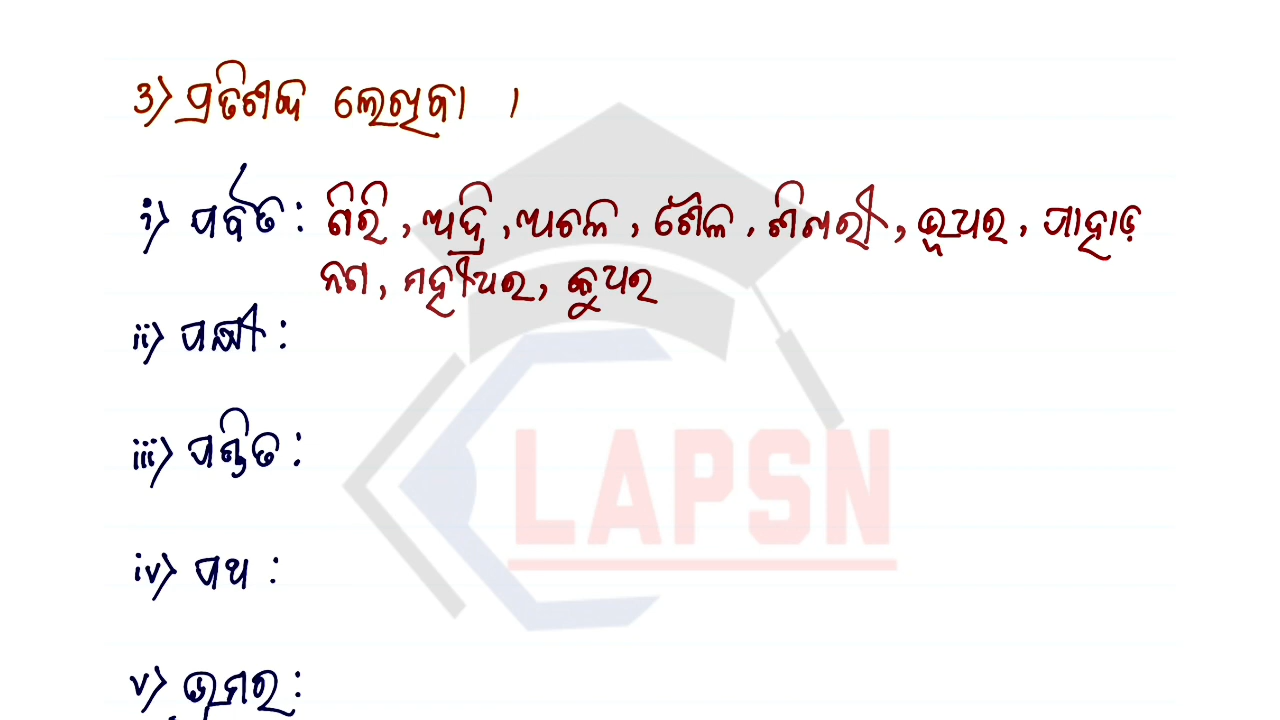 3) ପ୍ରତିଶବ୍ଦ ଲେଖିବା ।
i) ପର୍ବତ : ଗିରି , ଅଦ୍ରି , ଅଚଳ , ଶୈଳ , ଶିଖରୀ , ଭୂଧର , ପାହାଡ଼
ନଗ , ମହୀଧର , କୁଧର
ii) ପକ୍ଷୀ :
iii) ପଣ୍ଡିତ :
LAPSN
iv) ପଥ :
v) ଭ୍ରମର :